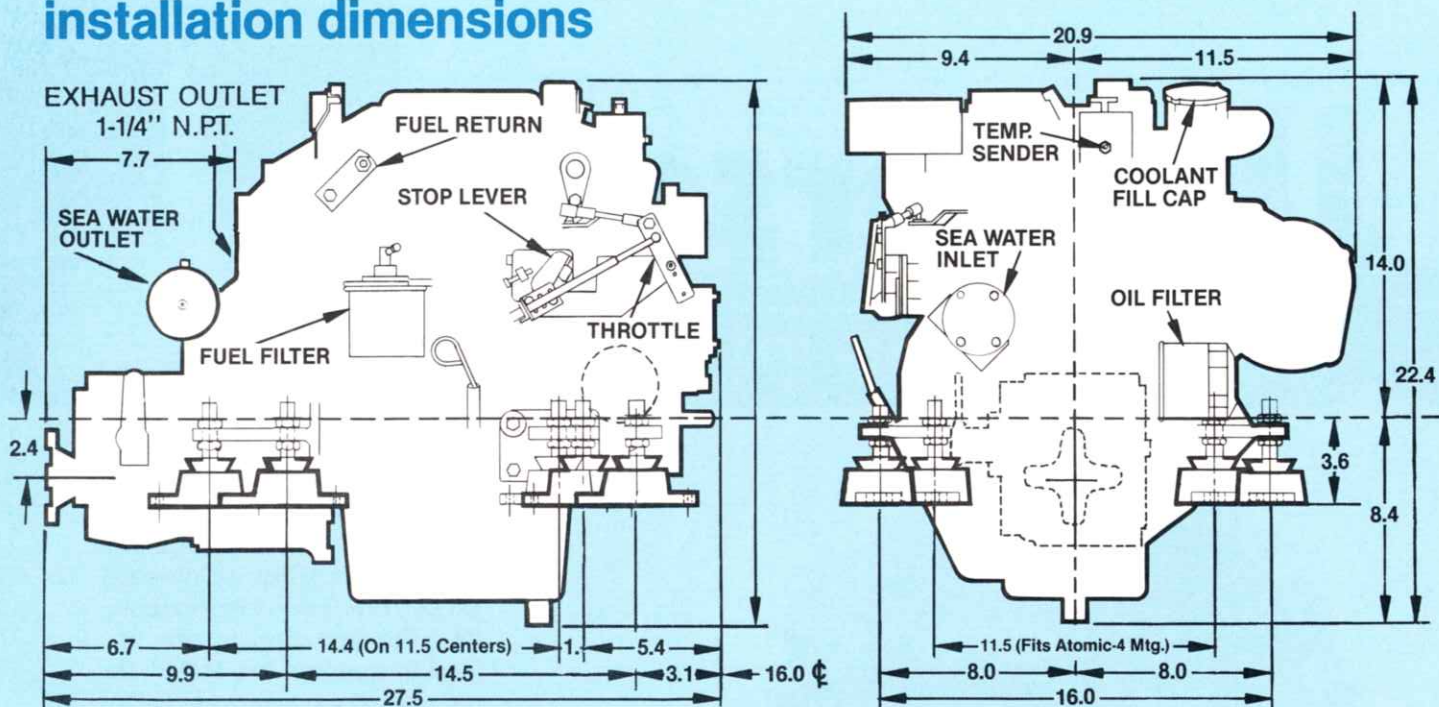 installation dimensions
EXHAUST OUTLET
1-1/4'' N.P.T.
7.7
SEA WATER
OUTLET
FUEL RETURN
STOP LEVER
FUEL FILTER
THROTTLE
2.4
6.7
14.4 (On 11.5 Centers)
1.
5.4
9.9
14.5
3.1
16.0 ℄
27.5
20.9
9.4
11.5
TEMP.
SENDER
COOLANT
FILL CAP
SEA WATER
INLET
OIL FILTER
14.0
22.4
3.6
8.4
11.5 (Fits Atomic-4 Mtg.)
8.0
8.0
16.0